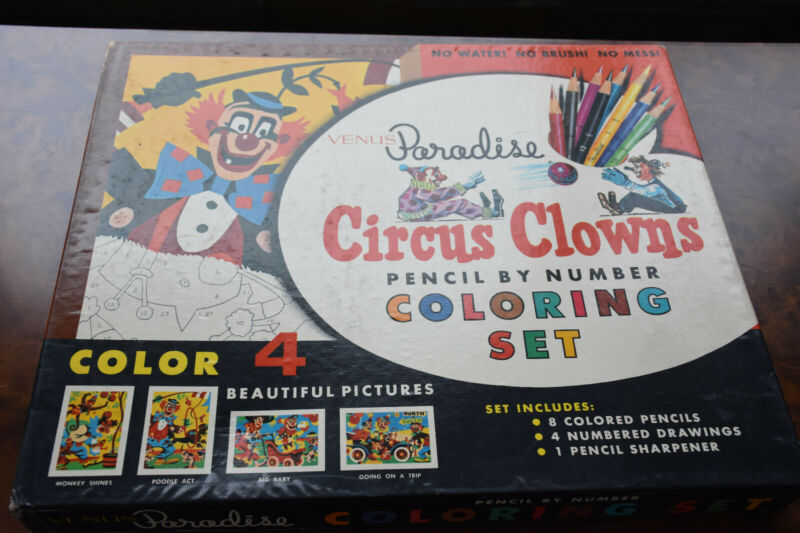 NO WATER! NO BRUSH! NO MESS!
VENUS Paradise
Circus Clowns
PENCIL BY NUMBER
COLORING
SET
COLOR 4
BEAUTIFUL PICTURES
MONKEY SHINES
POODLE ACT
BIG BABY
GOING ON A TRIP
SET INCLUDES:
• 8 COLORED PENCILS
• 4 NUMBERED DRAWINGS
• 1 PENCIL SHARPENER
VENUS Paradise
PENCIL BY NUMBER
COLORING SET